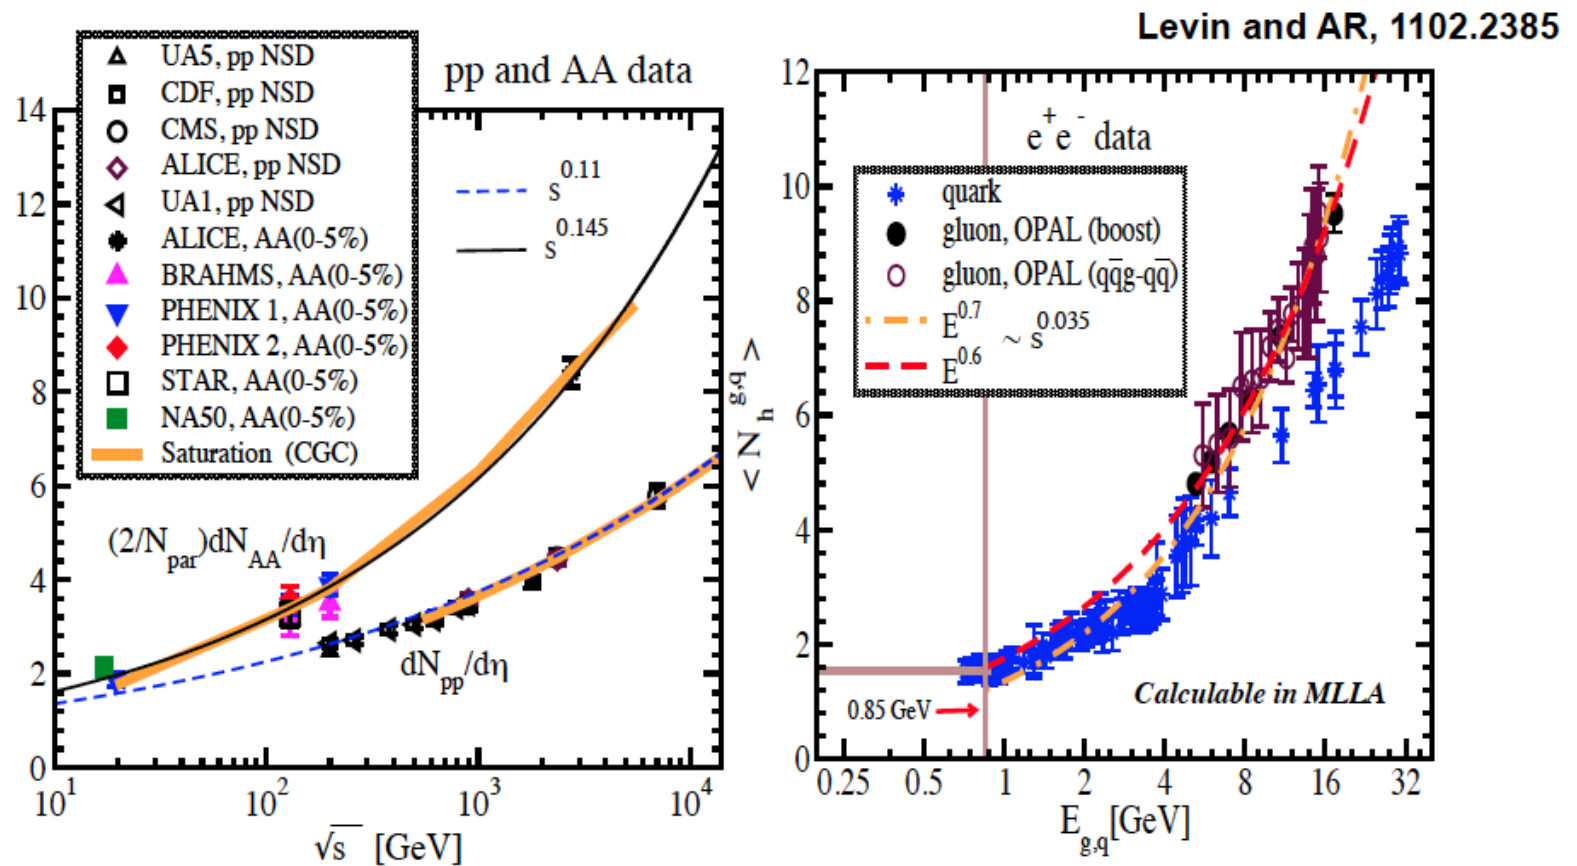 Levin and AR, 1102.2385
UA5, pp NSD
CDF, pp NSD
CMS, pp NSD
ALICE, pp NSD
UA1, pp NSD
ALICE, AA(0-5%)
BRAHMS, AA(0-5%)
PHENIX 1, AA(0-5%)
PHENIX 2, AA(0-5%)
STAR, AA(0-5%)
NA50, AA(0-5%)
Saturation (CGC)
pp and AA data
s^0.11
s^0.145
(2/N_par)dN_AA/dη
dN_pp/dη
14
12
10
8
6
4
2
0
10^1
10^2
10^3
10^4
√s [GeV]
e^+e^- data
quark
gluon, OPAL (boost)
gluon, OPAL (qq̄g-qq̄)
E^0.7
~ s^0.035
E^0.6
0.85 GeV
Calculable in MLLA
< N_h^g,q >
12
10
8
6
4
2
0
0.25
0.5
1
2
4
8
16
32
E_g,q[GeV]